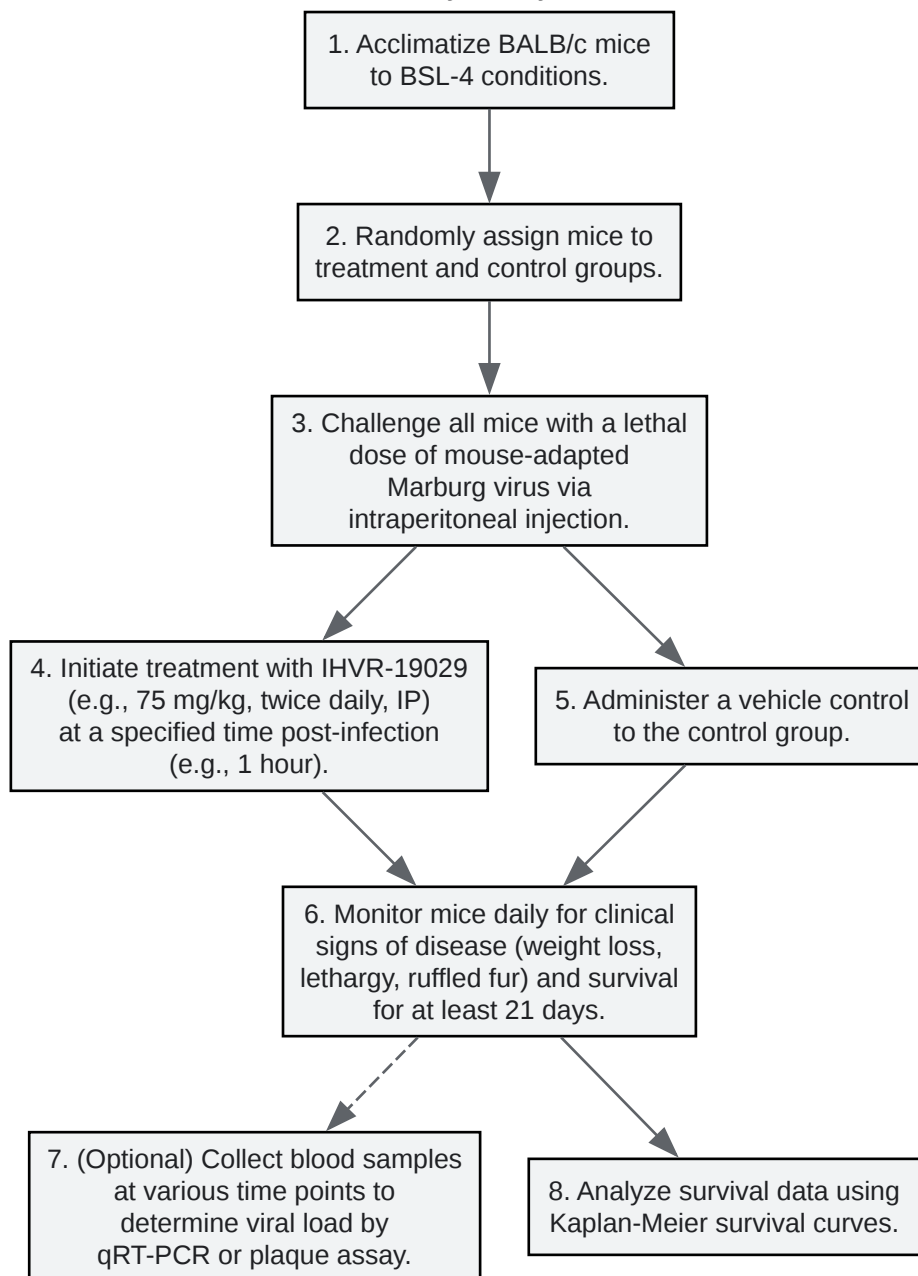 1. Acclimatize BALB/c mice
to BSL-4 conditions.
2. Randomly assign mice to
treatment and control groups.
3. Challenge all mice with a lethal
dose of mouse-adapted
Marburg virus via
intraperitoneal injection.
4. Initiate treatment with IHVR-19029
(e.g., 75 mg/kg, twice daily, IP)
at a specified time post-infection
(e.g., 1 hour).
5. Administer a vehicle control
to the control group.
6. Monitor mice daily for clinical
signs of disease (weight loss,
lethargy, ruffled fur) and survival
for at least 21 days.
7. (Optional) Collect blood samples
at various time points to
determine viral load by
qRT-PCR or plaque assay.
8. Analyze survival data using
Kaplan-Meier survival curves.